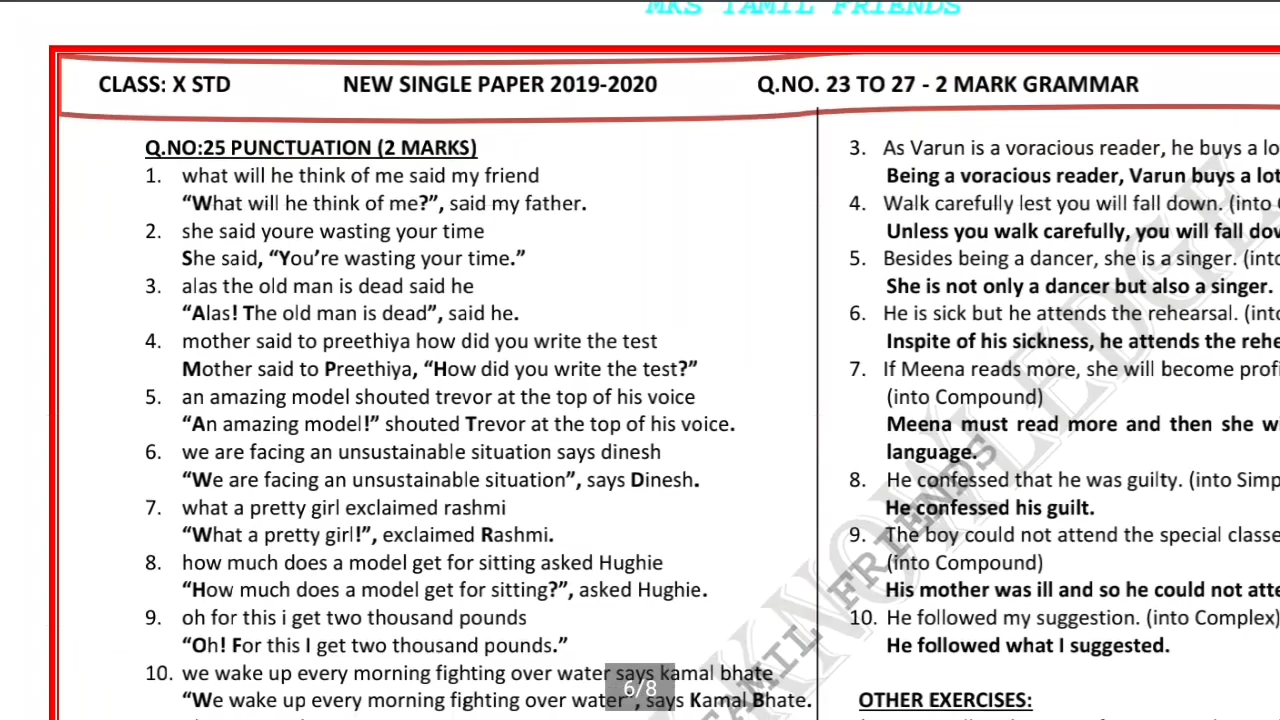 MKS TAMIL FRIENDS
CLASS: X STD NEW SINGLE PAPER 2019-2020 Q.NO. 23 TO 27 - 2 MARK GRAMMAR
Q.NO:25 PUNCTUATION (2 MARKS)
1. what will he think of me said my friend
“What will he think of me?”, said my father.
2. she said youre wasting your time
She said, “You’re wasting your time.”
3. alas the old man is dead said he
“Alas! The old man is dead”, said he.
4. mother said to preethiya how did you write the test
Mother said to Preethiya, “How did you write the test?”
5. an amazing model shouted trevor at the top of his voice
“An amazing model!” shouted Trevor at the top of his voice.
6. we are facing an unsustainable situation says dinesh
“We are facing an unsustainable situation”, says Dinesh.
7. what a pretty girl exclaimed rashmi
“What a pretty girl!”, exclaimed Rashmi.
8. how much does a model get for sitting asked Hughie
“How much does a model get for sitting?”, asked Hughie.
9. oh for this i get two thousand pounds
“Oh! For this I get two thousand pounds.”
10. we wake up every morning fighting over water says kamal bhate
“We wake up every morning fighting over water”, says Kamal Bhate.
3. As Varun is a voracious reader, he buys a lo
Being a voracious reader, Varun buys a lot
4. Walk carefully lest you will fall down. (into
Unless you walk carefully, you will fall dow
5. Besides being a dancer, she is a singer. (into
She is not only a dancer but also a singer.
6. He is sick but he attends the rehearsal. (into
Inspite of his sickness, he attends the rehe
7. If Meena reads more, she will become profi
(into Compound)
Meena must read more and then she wi
language.
8. He confessed that he was guilty. (into Simp
He confessed his guilt.
9. The boy could not attend the special classe
(into Compound)
His mother was ill and so he could not atte
10. He followed my suggestion. (into Complex)
He followed what I suggested.
OTHER EXERCISES:
KNOWLEDGE
TAMIL FRIENDS
6/8